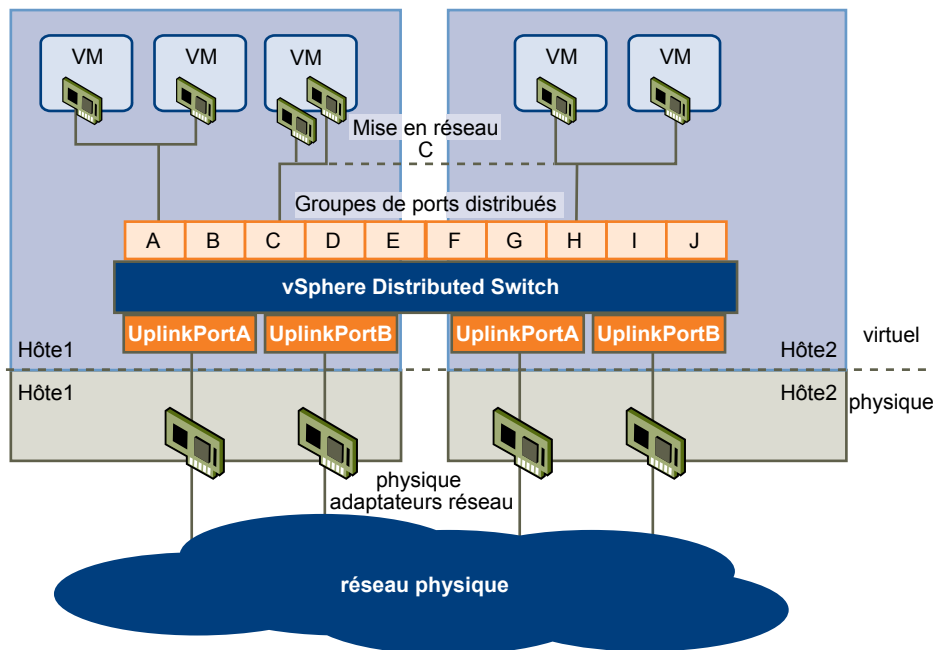 VM VM VM VM VM
Mise en réseau
C
Groupes de ports distribués
A B C D E F G H I J
vSphere Distributed Switch
UplinkPortA UplinkPortB UplinkPortA UplinkPortB
Hôte1 Hôte2 virtuel
Hôte1 Hôte2 physique
physique
adaptateurs réseau
réseau physique